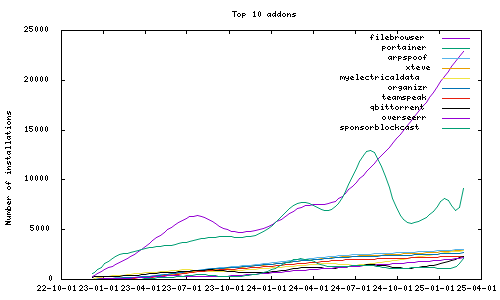 Top 10 addons
25000
20000
15000
10000
5000
0
Number of installations
filebrowser
portainer
arpspoof
xteve
myelectricaldata
organizr
teamspeak
qbittorrent
overseerr
sponsorblockcast
22-10-01 23-01-01 23-04-01 23-07-01 23-10-01 24-01-01 24-04-01 24-07-01 24-10-01 25-01-01 25-04-01